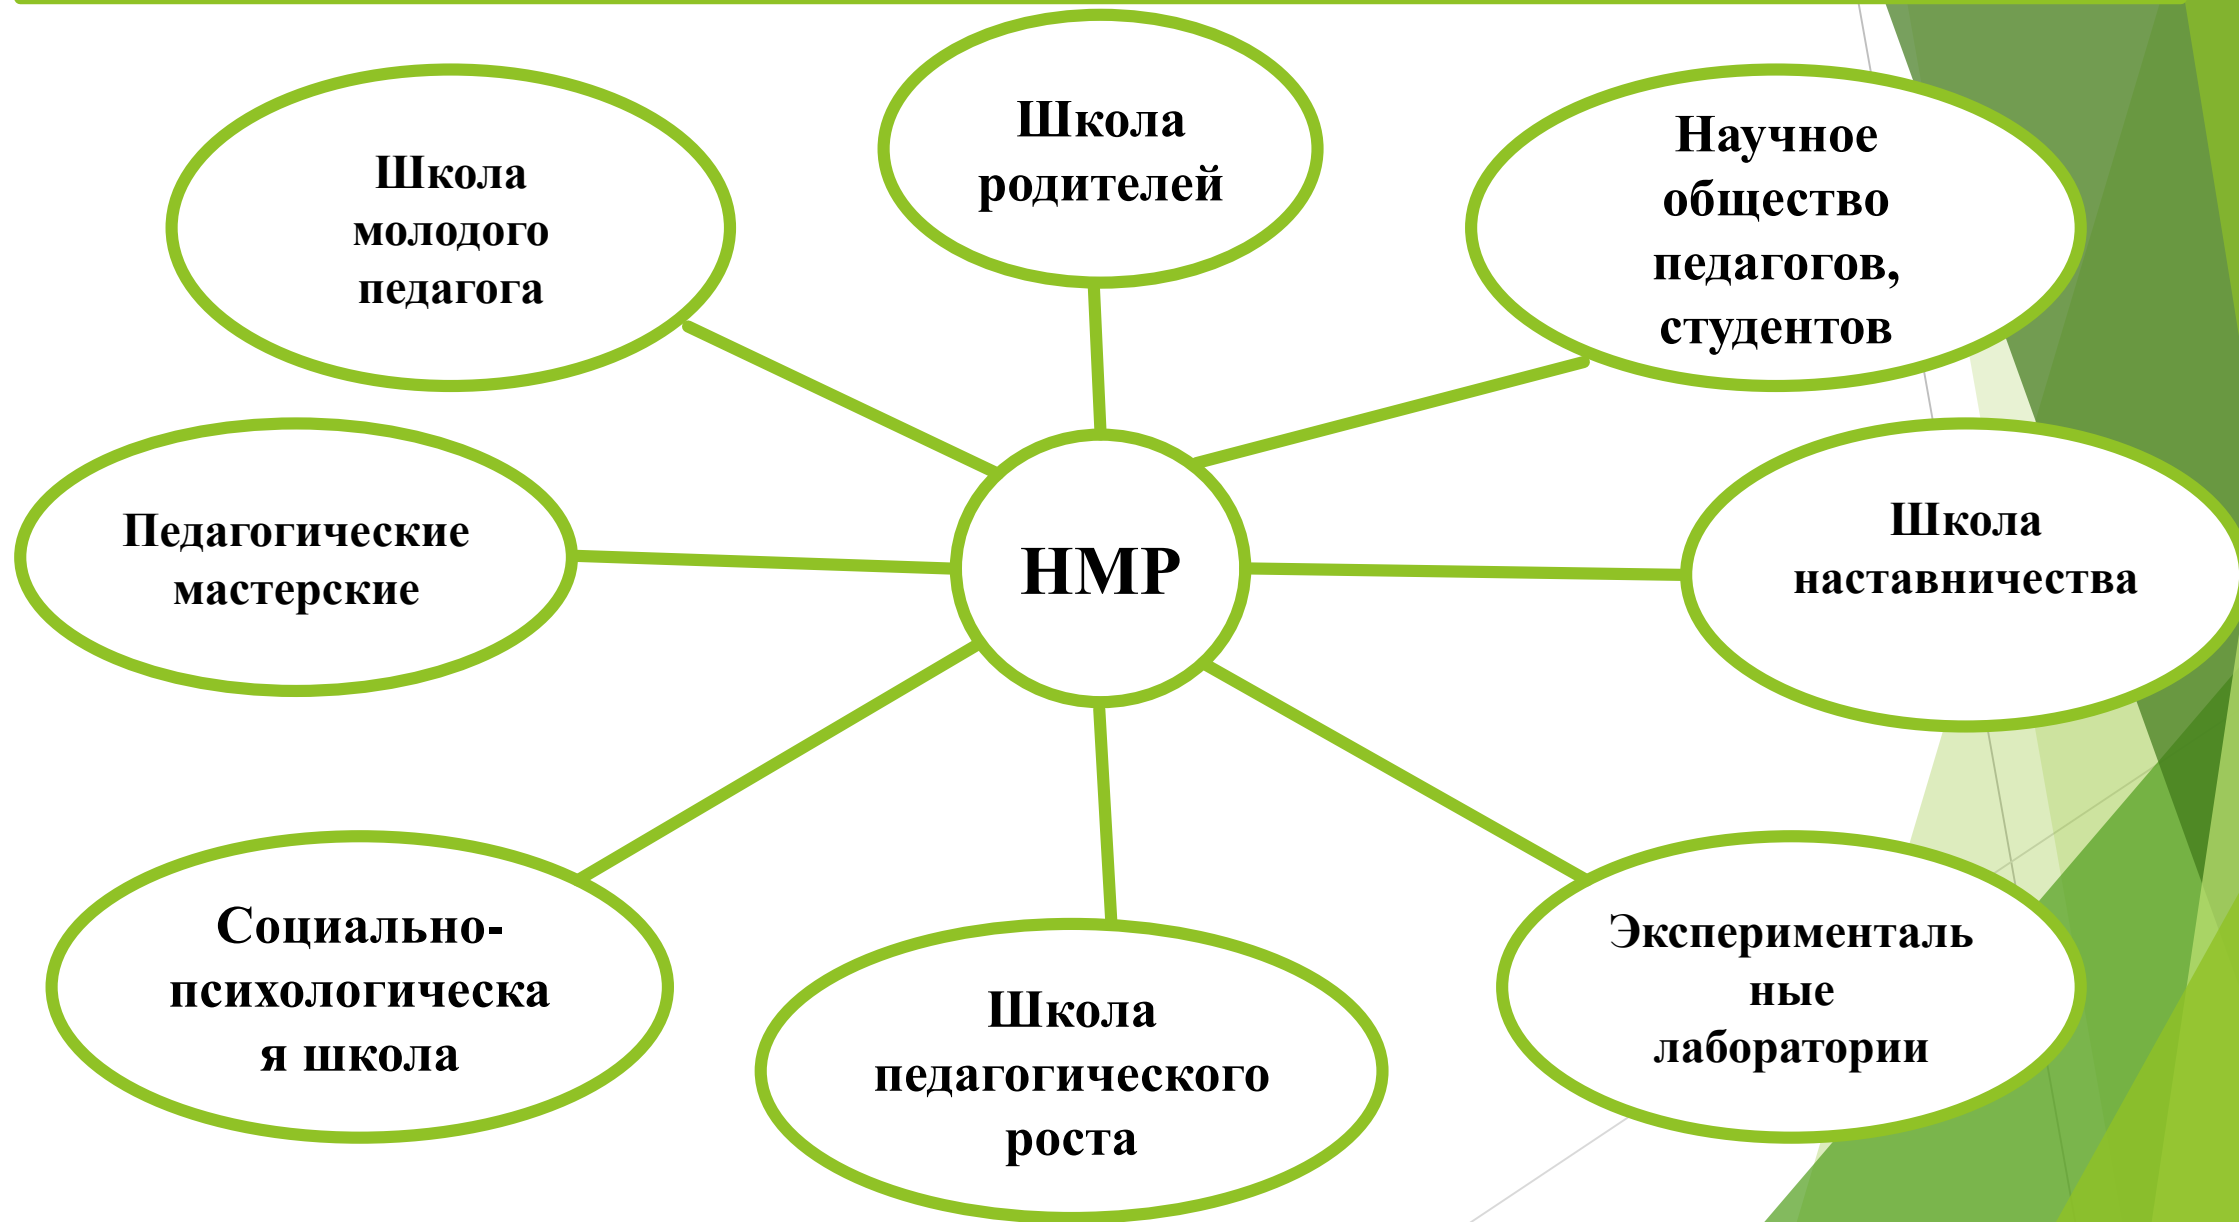 Школа
родителей
Школа
молодого
педагога
Научное
общество
педагогов,
студентов
Педагогические
мастерские
НМР
Школа
наставничества
Социально-
психологическа
я школа
Школа
педагогического
роста
Эксперименталь
ные
лаборатории